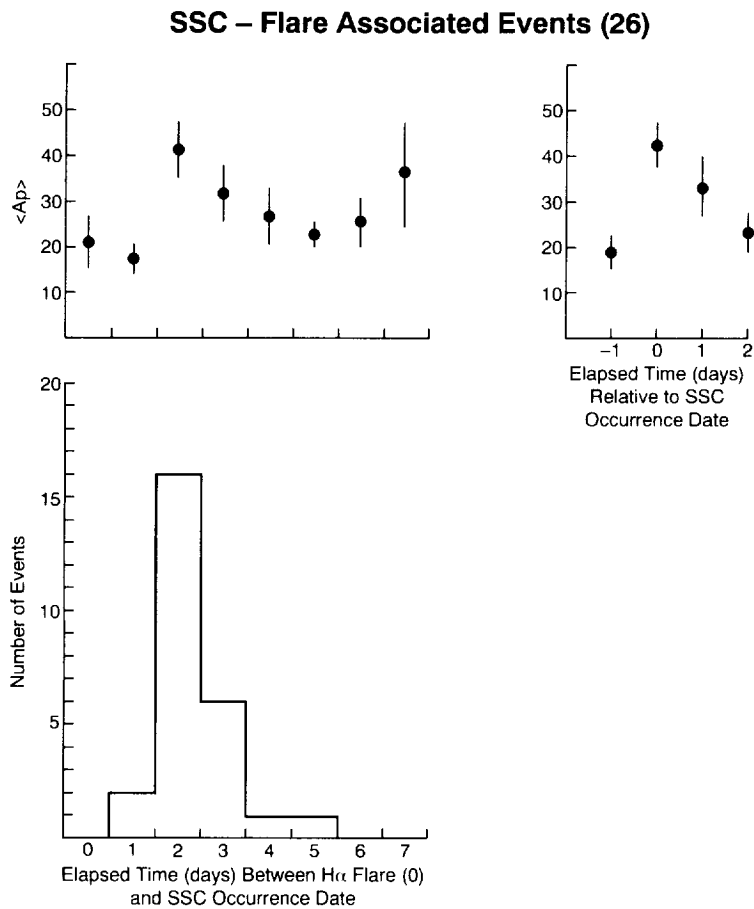 SSC – Flare Associated Events (26)
50
40
30
20
10
<Ap>
50
40
30
20
10
−1 0 1 2
Elapsed Time (days)
Relative to SSC
Occurrence Date
20
15
10
5
Number of Events
0 1 2 3 4 5 6 7
Elapsed Time (days) Between Hα Flare (0)
and SSC Occurrence Date